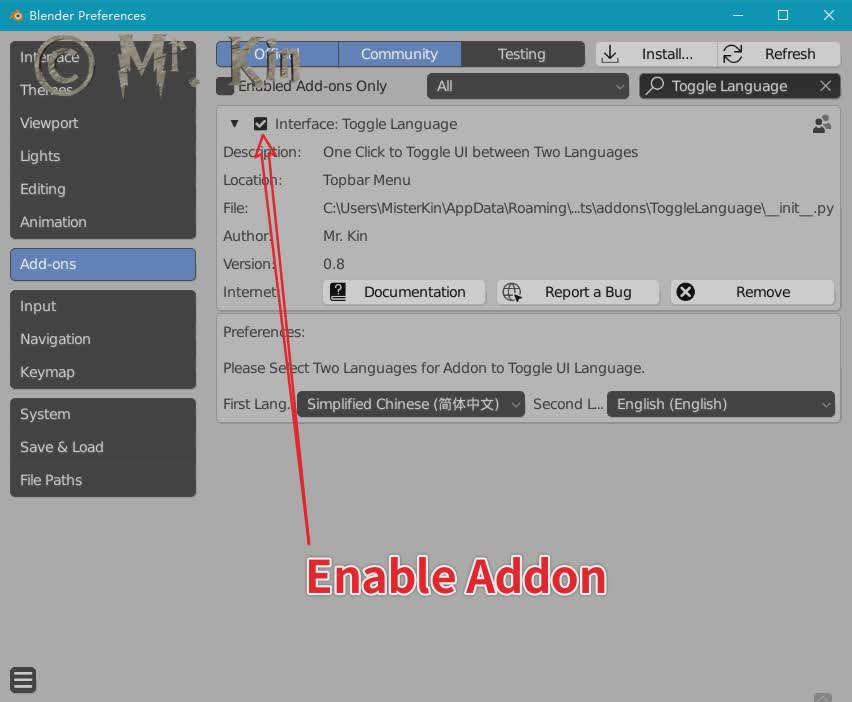 Blender Preferences
Interface
Themes
Viewport
Lights
Editing
Animation
Add-ons
Input
Navigation
Keymap
System
Save & Load
File Paths
© Mr. Kin
Official Community Testing Install... Refresh
Enabled Add-ons Only All Toggle Language
Interface: Toggle Language
Description: One Click to Toggle UI between Two Languages
Location: Topbar Menu
File: C:\Users\MisterKin\AppData\Roaming\...ts\addons\ToggleLanguage\__init__.py
Author: Mr. Kin
Version: 0.8
Internet: Documentation Report a Bug Remove
Preferences:
Please Select Two Languages for Addon to Toggle UI Language.
First Lang... Simplified Chinese (简体中文) Second L... English (English)
Enable Addon